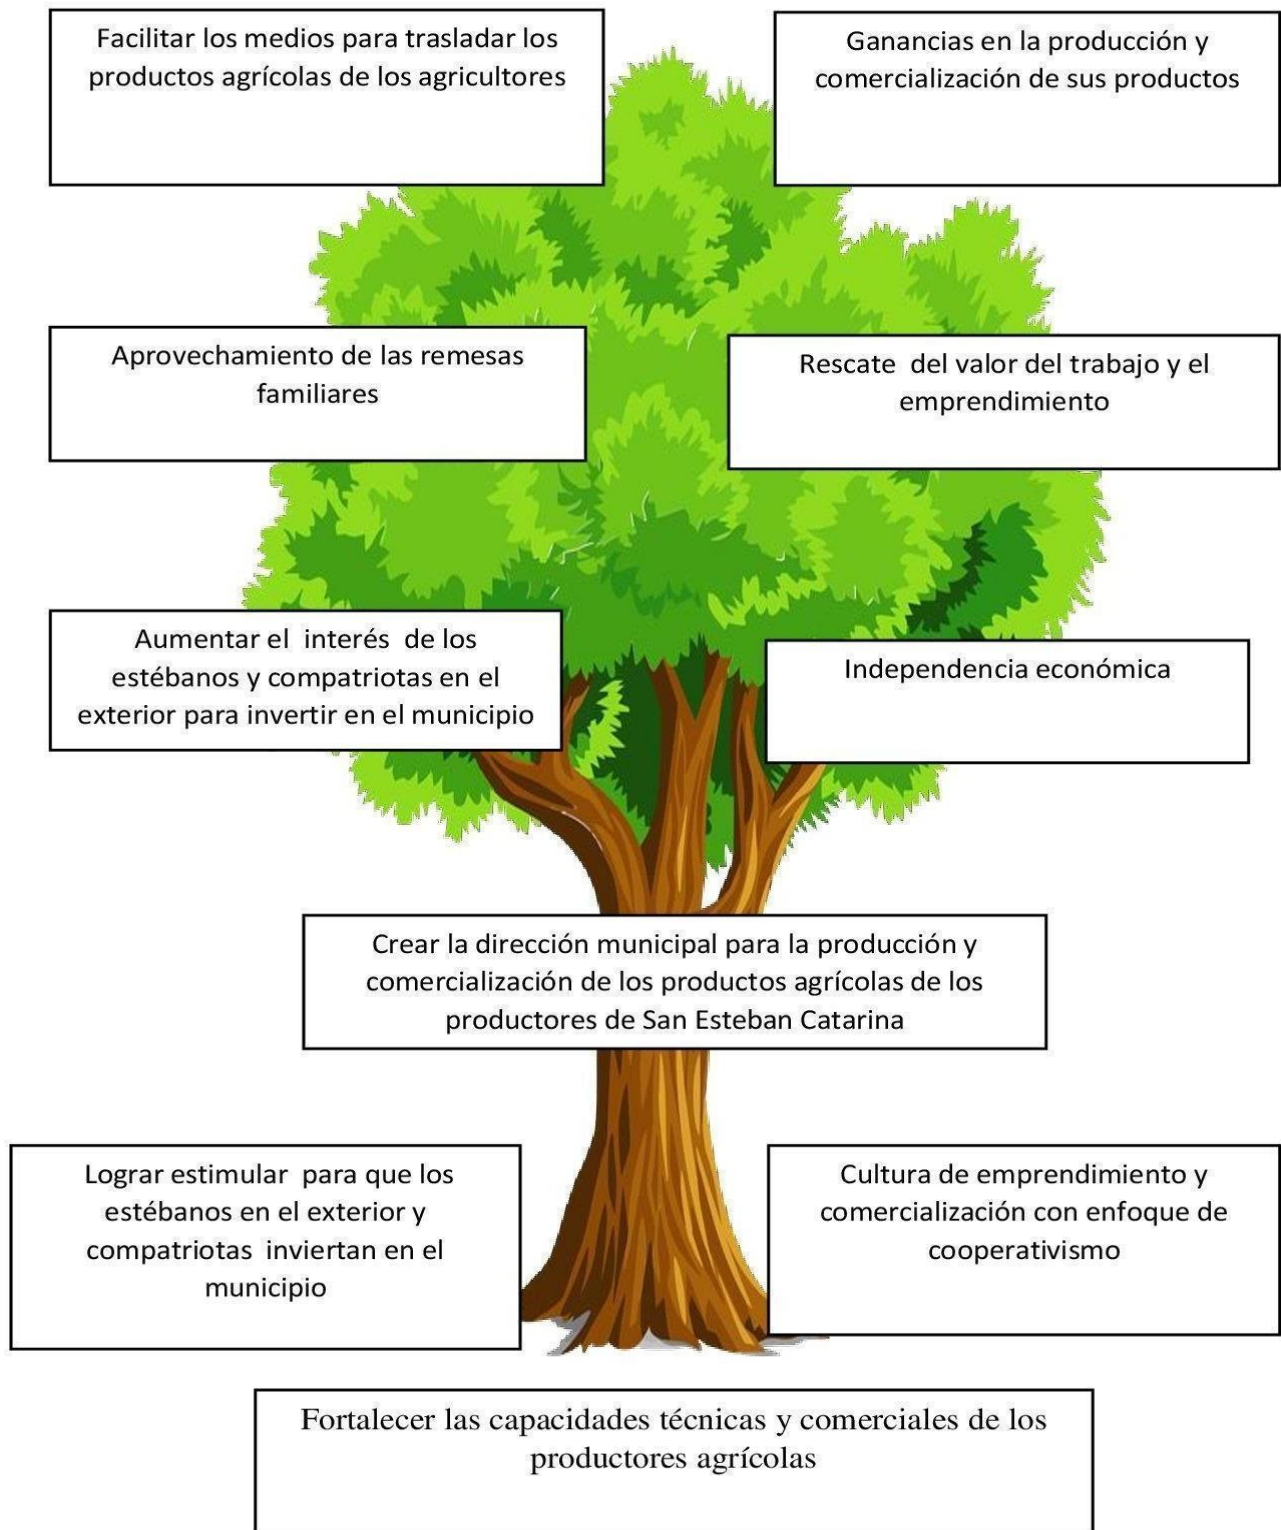 Facilitar los medios para trasladar los
productos agrícolas de los agricultores
Ganancias en la producción y
comercialización de sus productos
Aprovechamiento de las remesas
familiares
Rescate del valor del trabajo y el
emprendimiento
Aumentar el interés de los
estébanos y compatriotas en el
exterior para invertir en el municipio
Independencia económica
Crear la dirección municipal para la producción y
comercialización de los productos agrícolas de los
productores de San Esteban Catarina
Lograr estimular para que los
estébanos en el exterior y
compatriotas inviertan en el
municipio
Cultura de emprendimiento y
comercialización con enfoque de
cooperativismo
Fortalecer las capacidades técnicas y comerciales de los
productores agrícolas